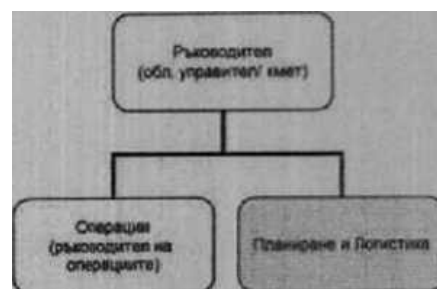 Ръководител
(обл. управител/ кмет)
Операции
(ръководител на
операциите)
Планиране и Логистика